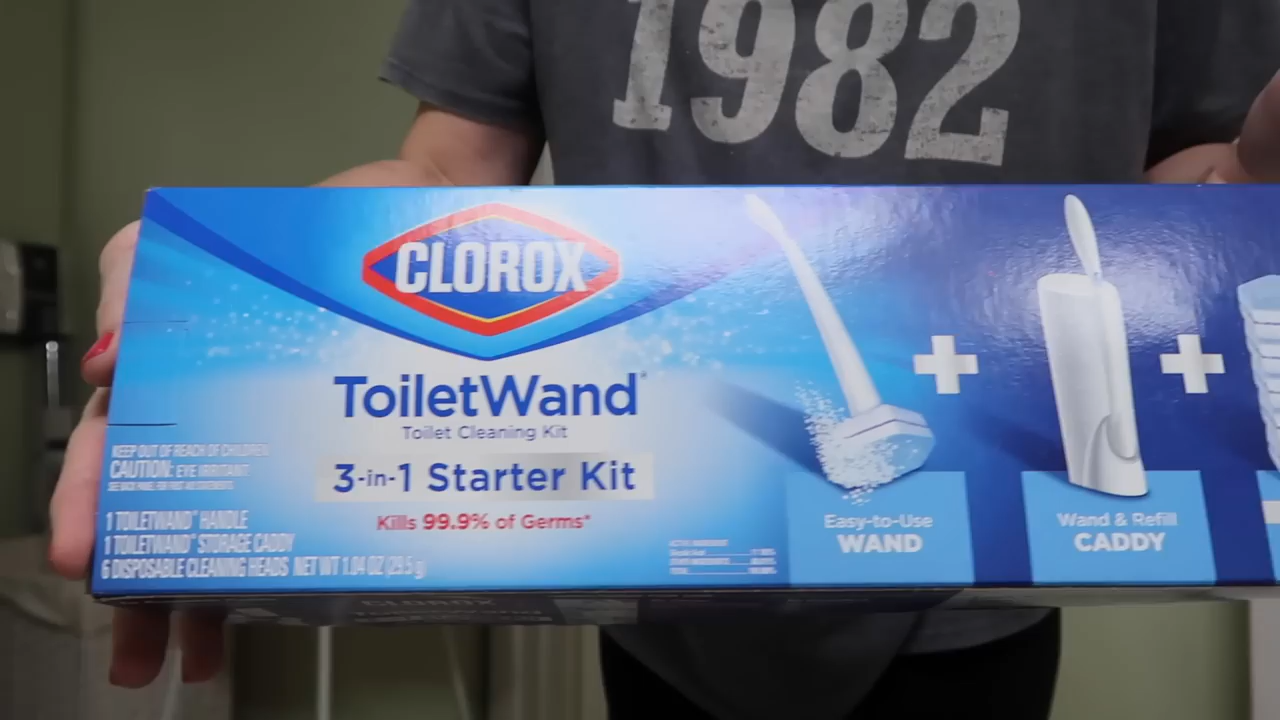 1982
CLOROX
ToiletWand
Toilet Cleaning Kit
3-in-1 Starter Kit
Kills 99.9% of Germs*
KEEP OUT OF REACH OF CHILDREN
CAUTION: EYE IRRITANT.
1 TOILETWAND® HANDLE
1 TOILETWAND® STORAGE CADDY
6 DISPOSABLE CLEANING HEADS NET WT 1.04 OZ (29.5 g)
+
+
Easy-to-Use
WAND
Wand & Refill
CADDY
CLOROX